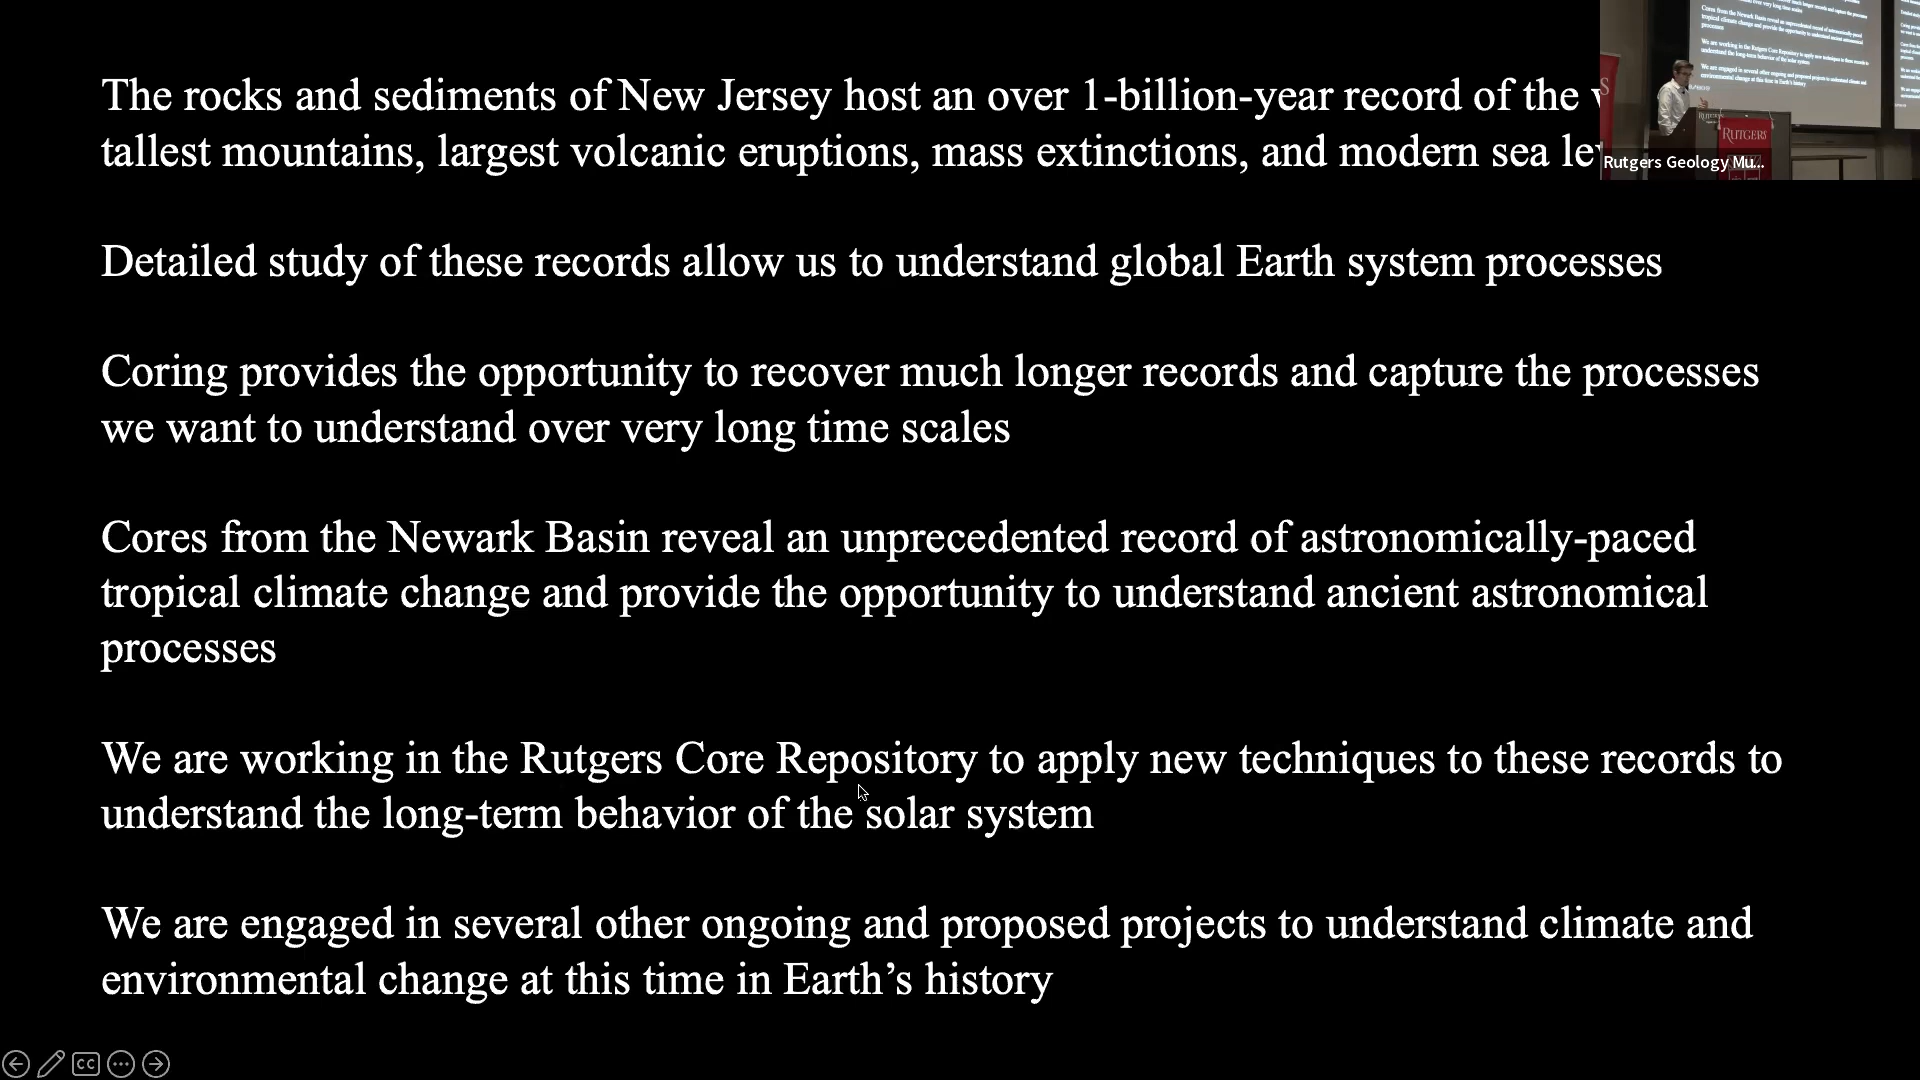 The rocks and sediments of New Jersey host an over 1-billion-year record of the
tallest mountains, largest volcanic eruptions, mass extinctions, and modern sea
Detailed study of these records allow us to understand global Earth system processes
Coring provides the opportunity to recover much longer records and capture the processes
we want to understand over very long time scales
Cores from the Newark Basin reveal an unprecedented record of astronomically-paced
tropical climate change and provide the opportunity to understand ancient astronomical
processes
We are working in the Rutgers Core Repository to apply new techniques to these records to
understand the long-term behavior of the solar system
We are engaged in several other ongoing and proposed projects to understand climate and
environmental change at this time in Earth’s history
RUTGERS
Rutgers Geology Mu...
CC